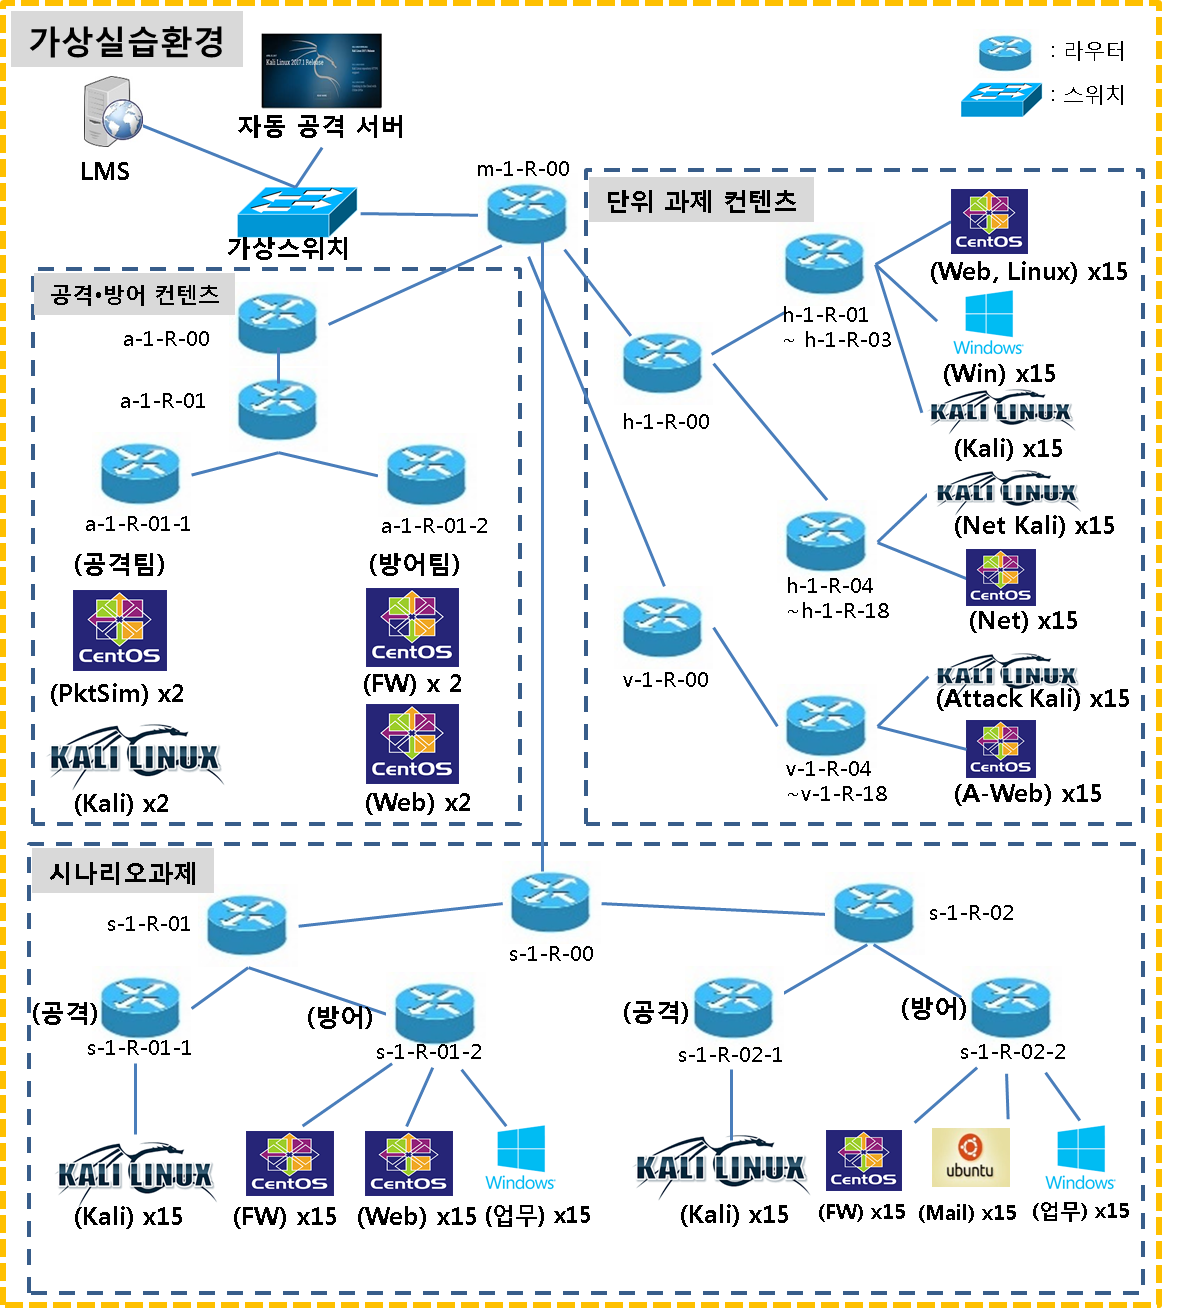 가상실습환경
Kali Linux 2017.1 Release
: 라우터
: 스위치
자동 공격 서버
LMS
m-1-R-00
가상스위치
단위 과제 컨텐츠
CentOS
(Web, Linux) x15
h-1-R-01
~ h-1-R-03
Windows
(Win) x15
KALI LINUX
(Kali) x15
h-1-R-00
KALI LINUX
(Net Kali) x15
h-1-R-04
~h-1-R-18
CentOS
(Net) x15
v-1-R-00
KALI LINUX
(Attack Kali) x15
CentOS
v-1-R-04
~v-1-R-18
(A-Web) x15
공격•방어 컨텐츠
a-1-R-00
a-1-R-01
a-1-R-01-1
a-1-R-01-2
(공격팀)
(방어팀)
CentOS
(PktSim) x2
CentOS
(FW) x 2
KALI LINUX
(Kali) x2
CentOS
(Web) x2
시나리오과제
s-1-R-01
s-1-R-00
s-1-R-02
(공격)
s-1-R-01-1
(방어)
s-1-R-01-2
(공격)
s-1-R-02-1
(방어)
s-1-R-02-2
KALI LINUX
(Kali) x15
CentOS
(FW) x15
CentOS
(Web) x15
Windows
(업무) x15
KALI LINUX
(Kali) x15
CentOS
(FW) x15
ubuntu
(Mail) x15
Windows
(업무) x15